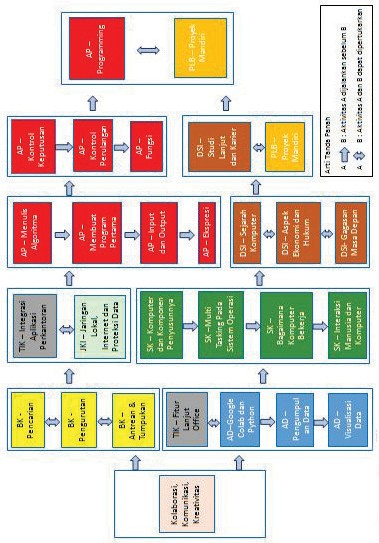 AP –
Programming
PLB – Proyek
Mandiri
Arti Tanda Panah
A
B : Aktivitas A dijalankan sebelum B
A
B : Aktivitas A dan B dapat dipertukarkan
AP –
Kontrol
Keputusan
AP –
Kontrol
Perulangan
AP –
Fungsi
DSI –
Studi
Lanjut
dan Karier
PLB –
Proyek
Mandiri
AP – Menulis
Algoritma
AP –
Membuat
Program
Pertama
AP – Input
dan Output
AP – Ekspresi
DSI – Sejarah
Komputer
DSI – Aspek
Ekonomi dan
Hukum
DSI– Gagasan
Masa Depan
TIK – Integrasi
Aplikasi
Perkantoran
JKI – Jaringan
Lokal,
Internet dan
Proteksi Data
SK – Komputer
dan Komponen
Penyusunnya
SK –Multi
Tasking Pada
Sistem Operasi
SK –
Bagaimana
Komputer
Bekerja
SK – Interaksi
Manusia dan
Komputer
BK -
Pencarian
BK -
Pengurutan
BK –
Antrean &
Tumpukan
TIK – Fitur
Lanjut
Office
AD–Google
Colab dan
Python
AD –
Pengumpul
an Data
AD –
Visualisasi
Data
Kolaborasi,
Komunikasi,
Kreativitas